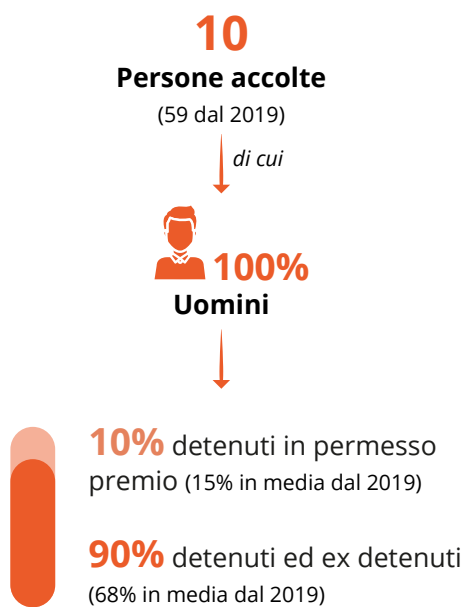 10
Persone accolte
(59 dal 2019)
di cui
100%
Uomini
10% detenuti in permesso
premio (15% in media dal 2019)
90% detenuti ed ex detenuti
(68% in media dal 2019)